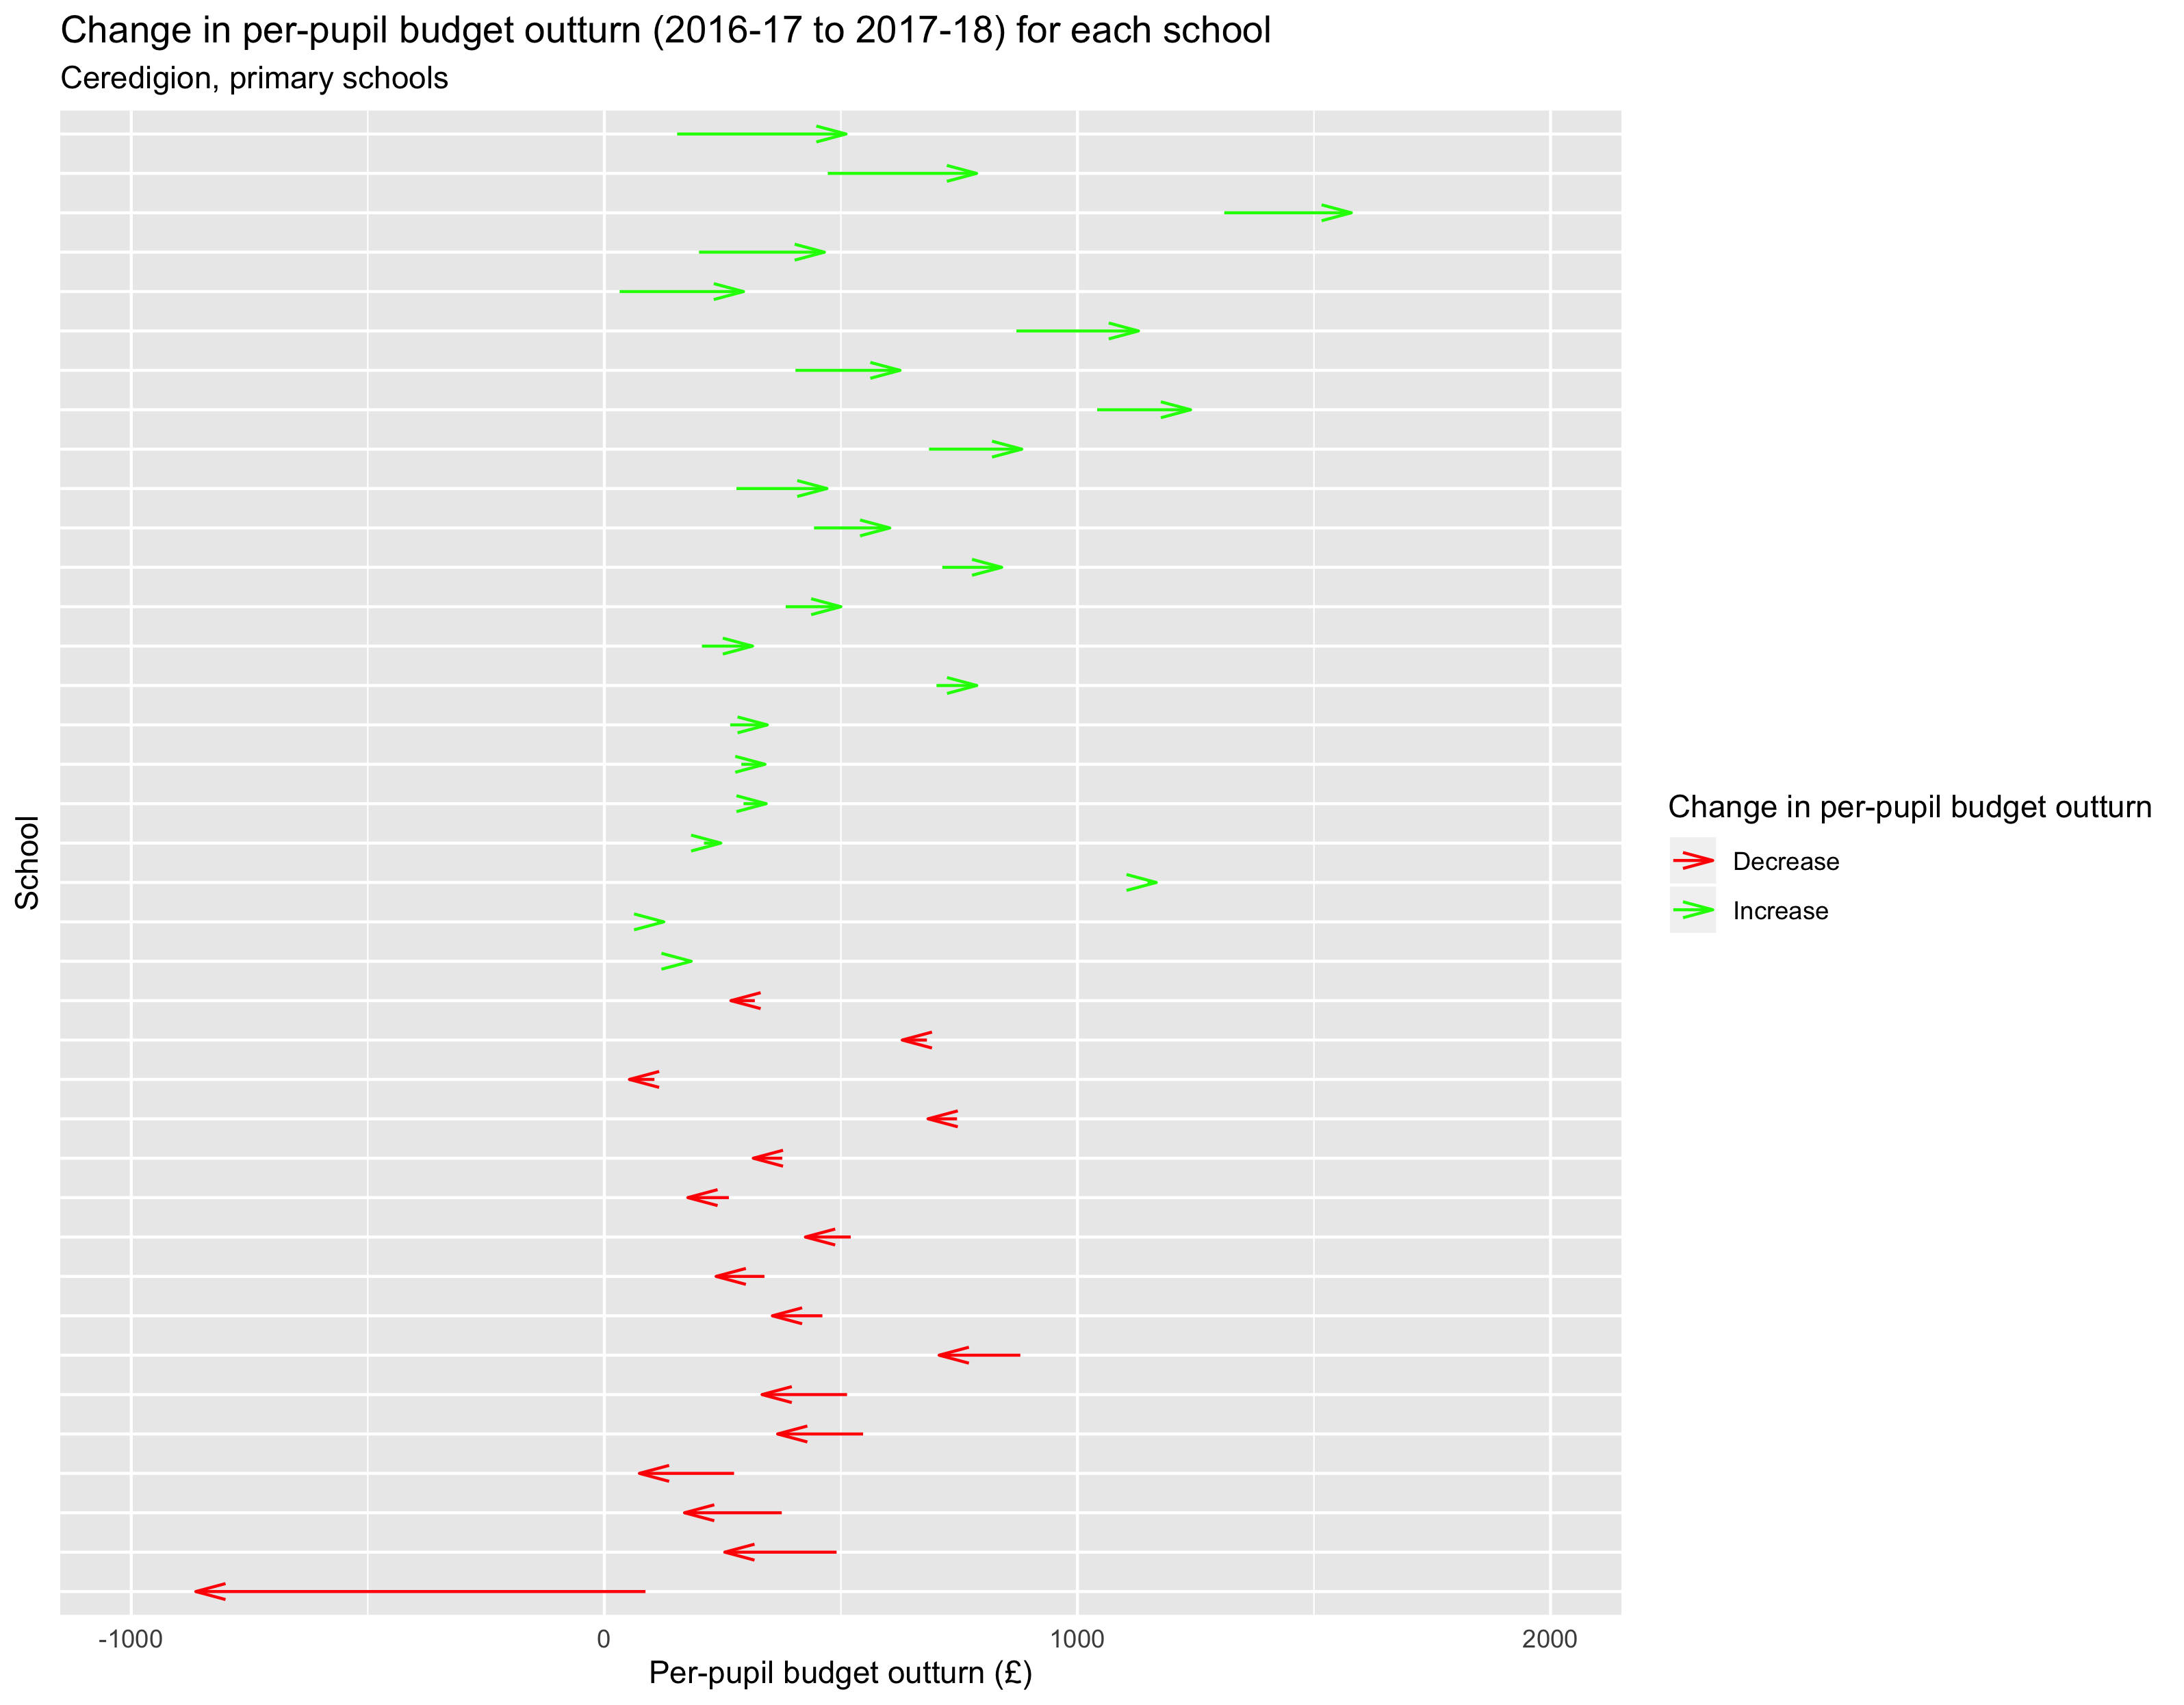 Change in per-pupil budget outturn (2016-17 to 2017-18) for each school
Ceredigion, primary schools
School
Change in per-pupil budget outturn
Decrease
Increase
-1000
0
1000
2000
Per-pupil budget outturn (£)